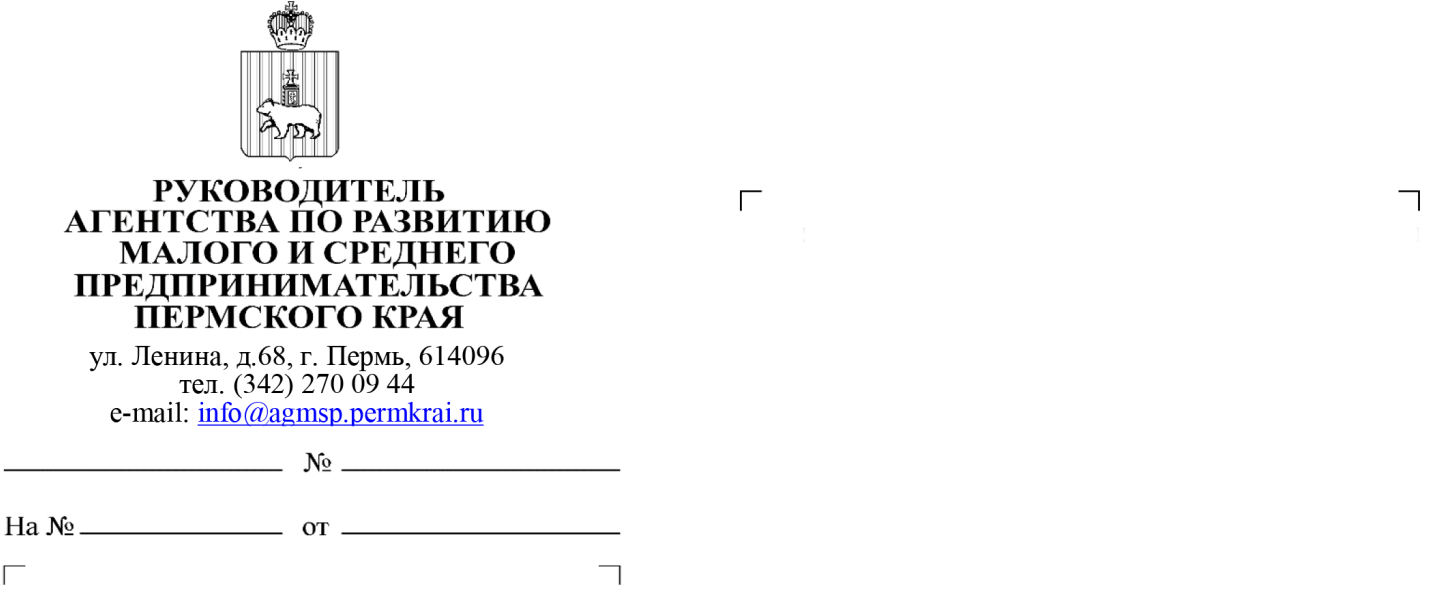 РУКОВОДИТЕЛЬ
АГЕНТСТВА ПО РАЗВИТИЮ
МАЛОГО И СРЕДНЕГО
ПРЕДПРИНИМАТЕЛЬСТВА
ПЕРМСКОГО КРАЯ
ул. Ленина, д.68, г. Пермь, 614096
тел. (342) 270 09 44
e-mail: info@agmsp.permkrai.ru
№
На № от